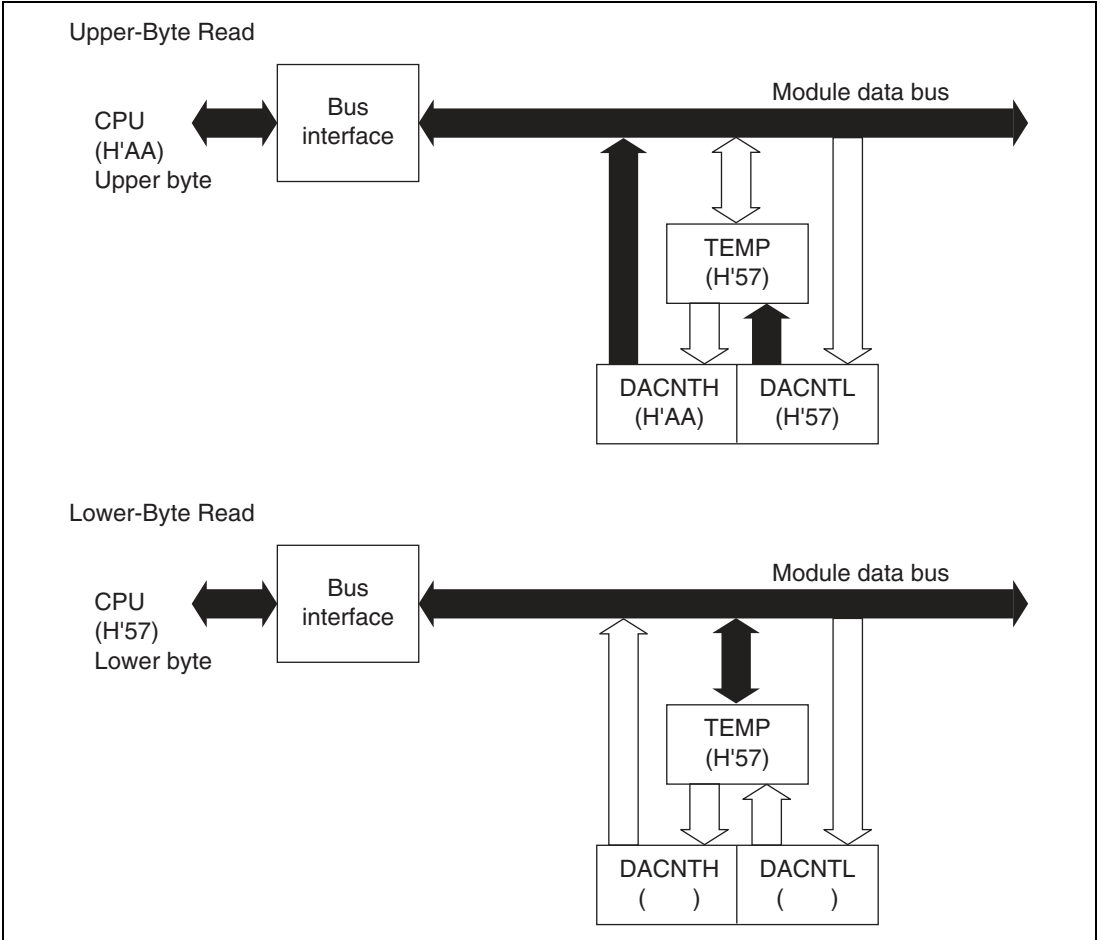 Upper-Byte Read
CPU
(H'AA)
Upper byte
Bus
interface
Module data bus
TEMP
(H'57)
DACNTH
(H'AA)
DACNTL
(H'57)
Lower-Byte Read
CPU
(H'57)
Lower byte
Bus
interface
Module data bus
TEMP
(H'57)
DACNTH
( )
DACNTL
( )